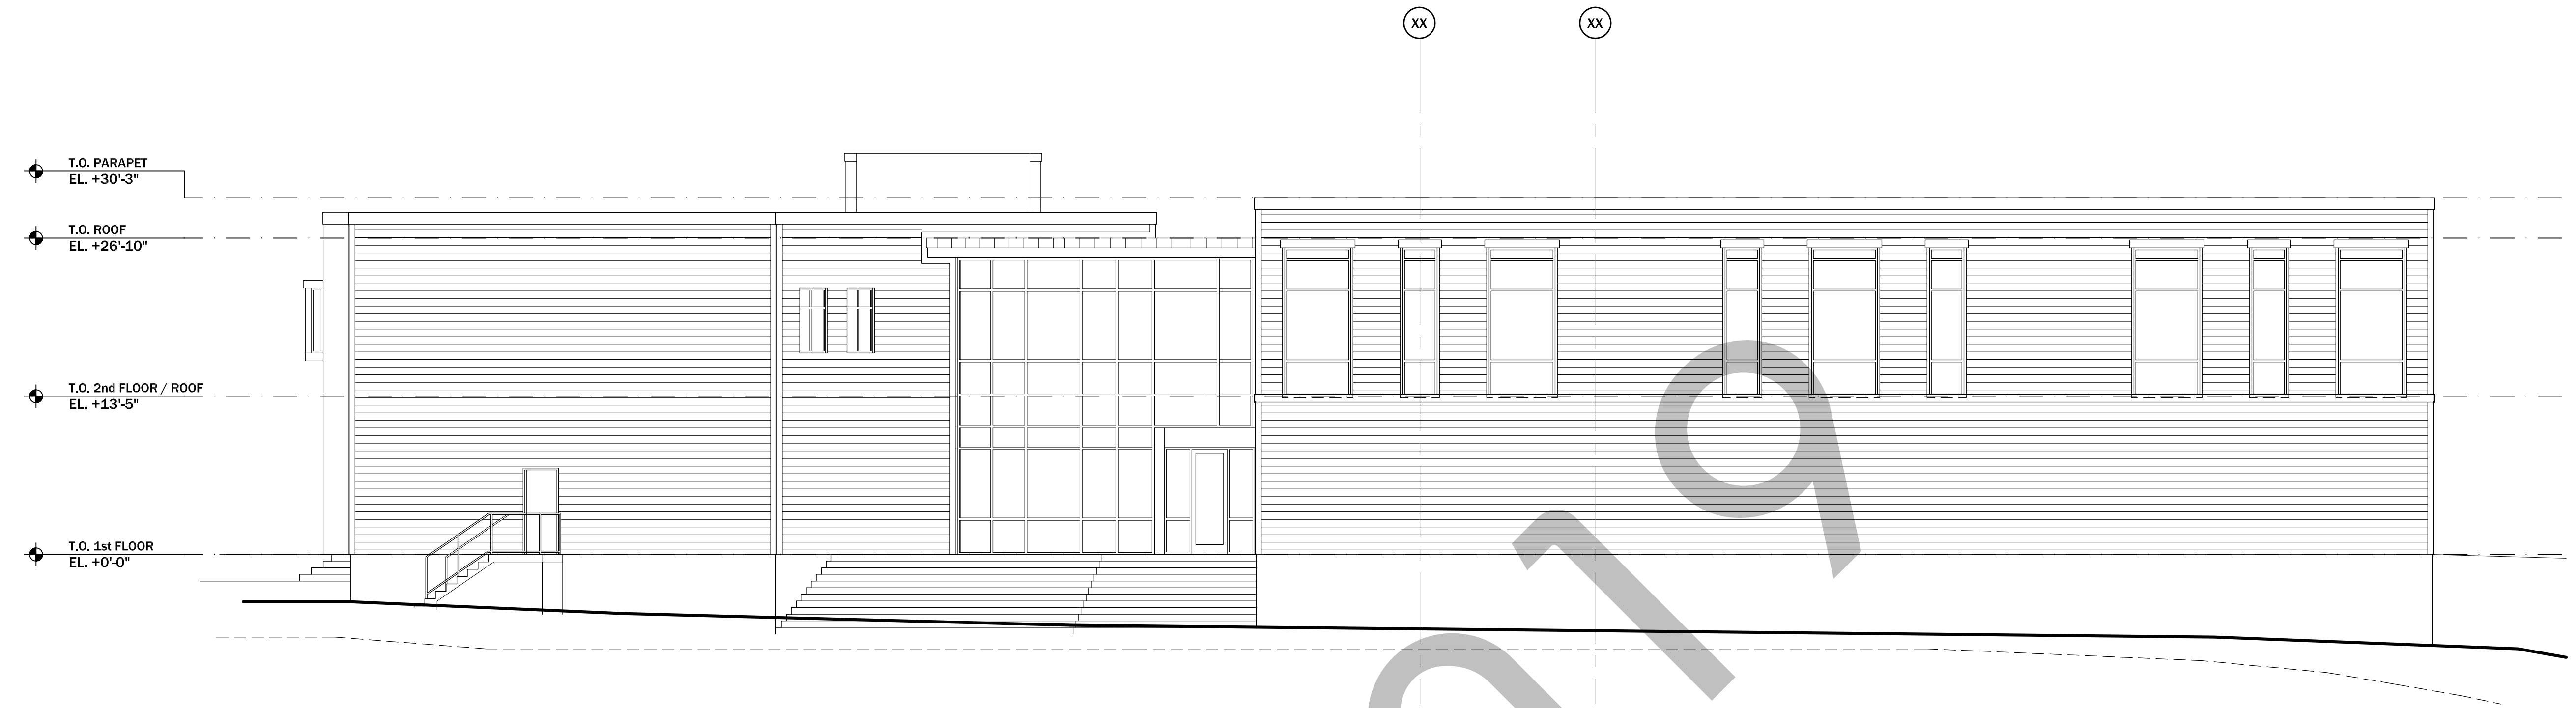 XX
XX
T.O. PARAPET
EL. +30'-3"
T.O. ROOF
EL. +26'-10"
T.O. 2nd FLOOR / ROOF
EL. +13'-5"
T.O. 1st FLOOR
EL. +0'-0"
19